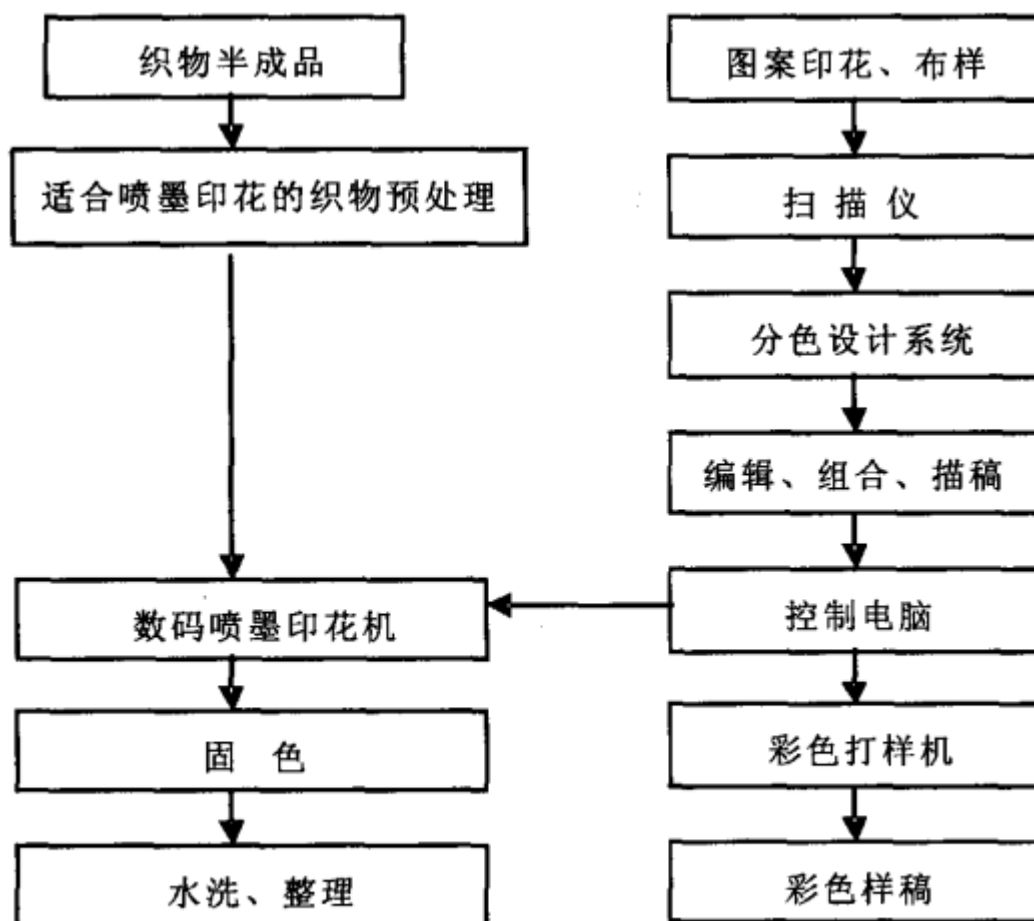 织物半成品
适合喷墨印花的织物预处理
数码喷墨印花机
固 色
水洗、整理
图案印花、布样
扫 描 仪
分色设计系统
编辑、组合、描稿
控制电脑
彩色打样机
彩色样稿